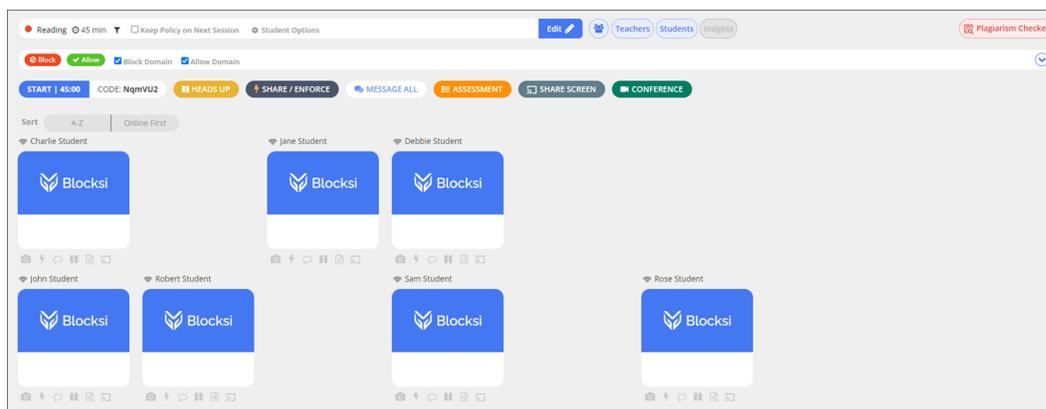 Reading 45 min Keep Policy on Next Session Student Options Edit Teachers Students Insights Plagiarism Checke
Block Allow Block Domain Allow Domain
START | 45:00 CODE: NqmVU2 HEADS UP SHARE / ENFORCE MESSAGE ALL ASSESSMENT SHARE SCREEN CONFERENCE
Sort A-Z Online First
Charlie Student Jane Student Debbie Student
Blocksi Blocksi Blocksi
John Student Robert Student Sam Student Rose Student
Blocksi Blocksi Blocksi Blocksi